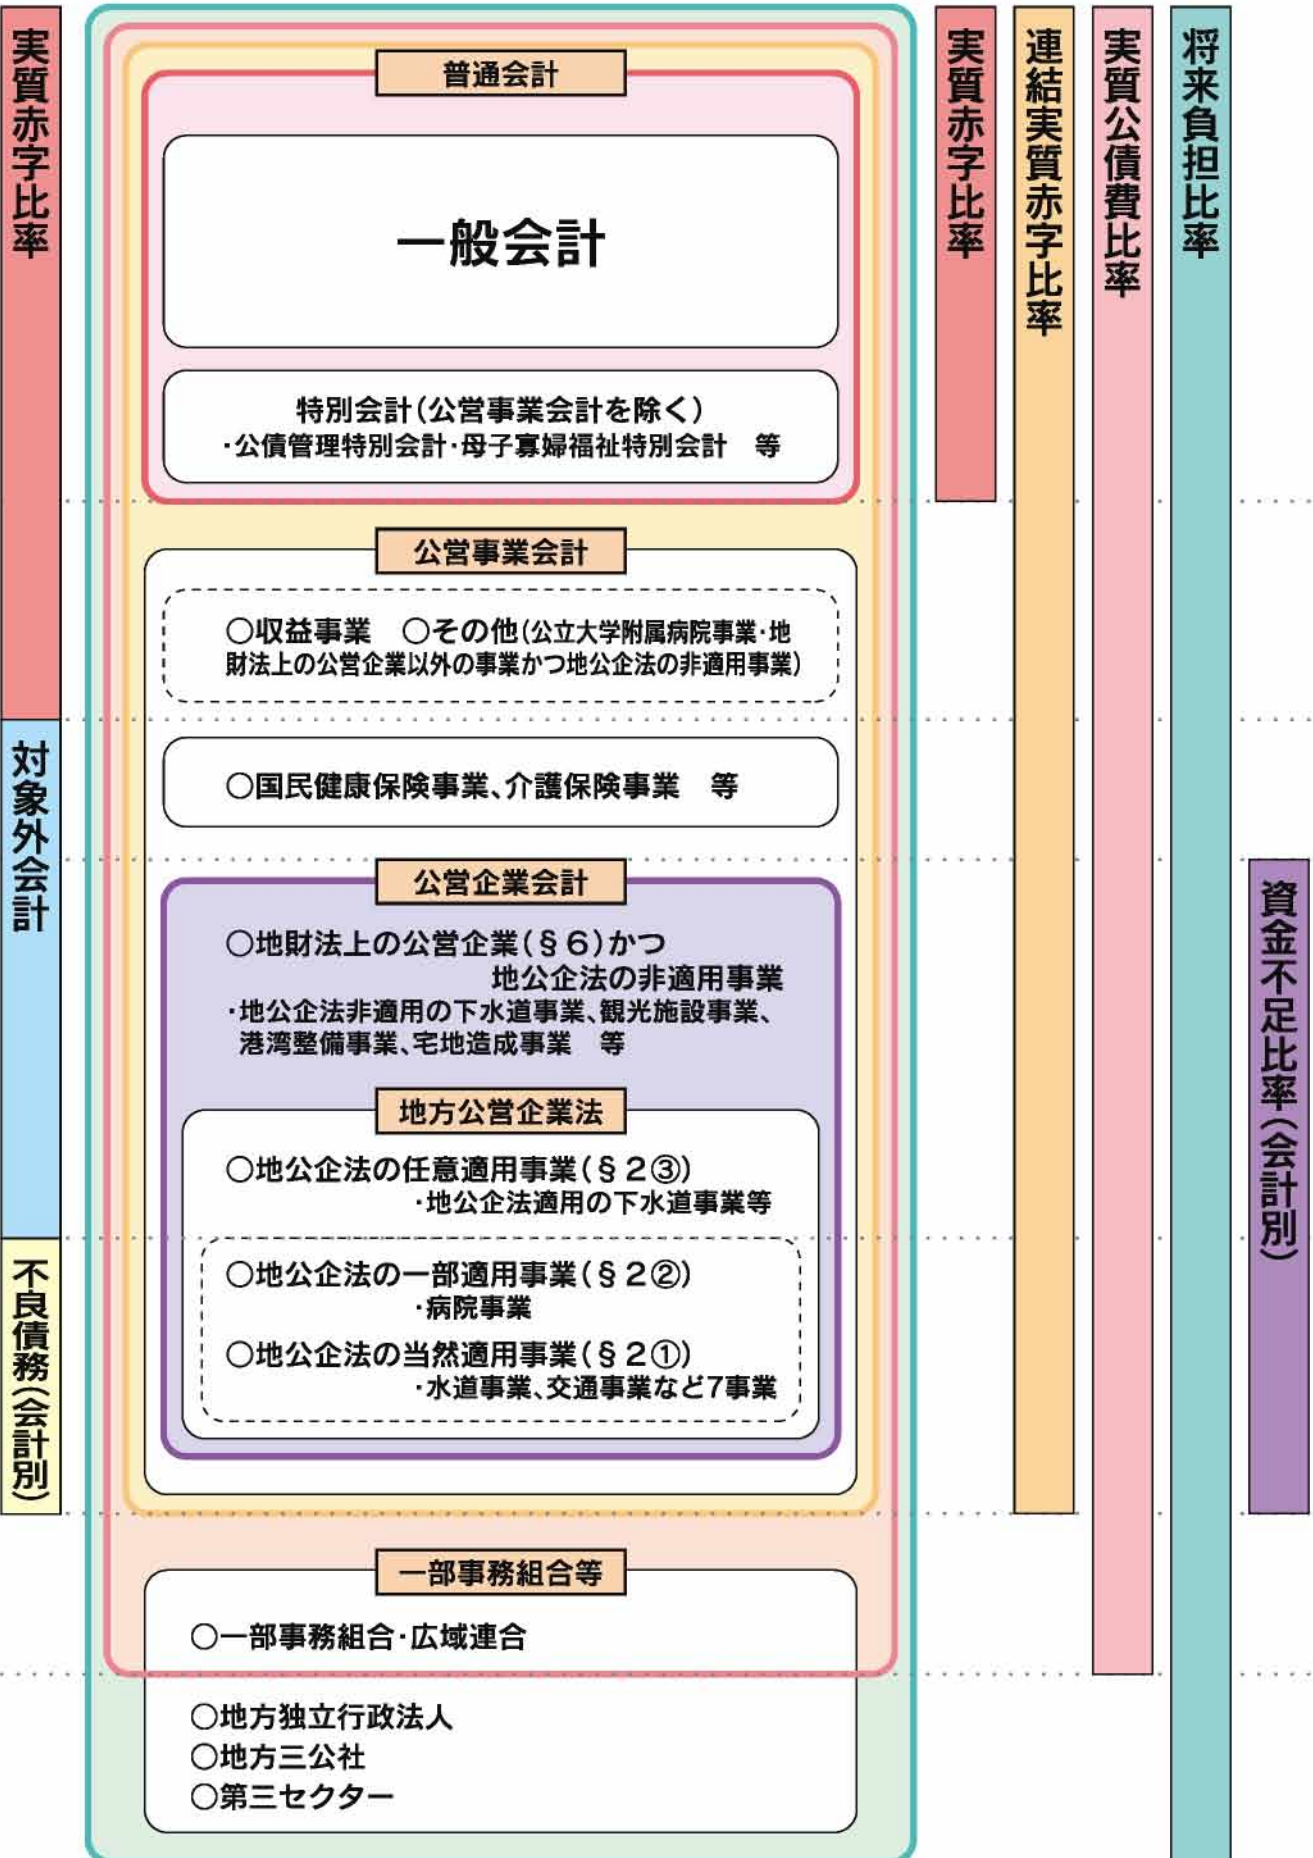 実質赤字比率
対象外会計
不良債務(会計別)
普通会計
一般会計
特別会計(公営事業会計を除く)
・公債管理特別会計・母子寡婦福祉特別会計　等
公営事業会計
○収益事業　○その他(公立大学附属病院事業・地
財法上の公営企業以外の事業かつ地公企法の非適用事業)
○国民健康保険事業、介護保険事業　等
公営企業会計
○地財法上の公営企業(§6)かつ
地公企法の非適用事業
・地公企法非適用の下水道事業、観光施設事業、
港湾整備事業、宅地造成事業　等
地方公営企業法
○地公企法の任意適用事業(§2③)
・地公企法適用の下水道事業等
○地公企法の一部適用事業(§2②)
・病院事業
○地公企法の当然適用事業(§2①)
・水道事業、交通事業など7事業
一部事務組合等
○一部事務組合・広域連合
○地方独立行政法人
○地方三公社
○第三セクター
実質赤字比率
連結実質赤字比率
実質公債費比率
将来負担比率
資金不足比率(会計別)